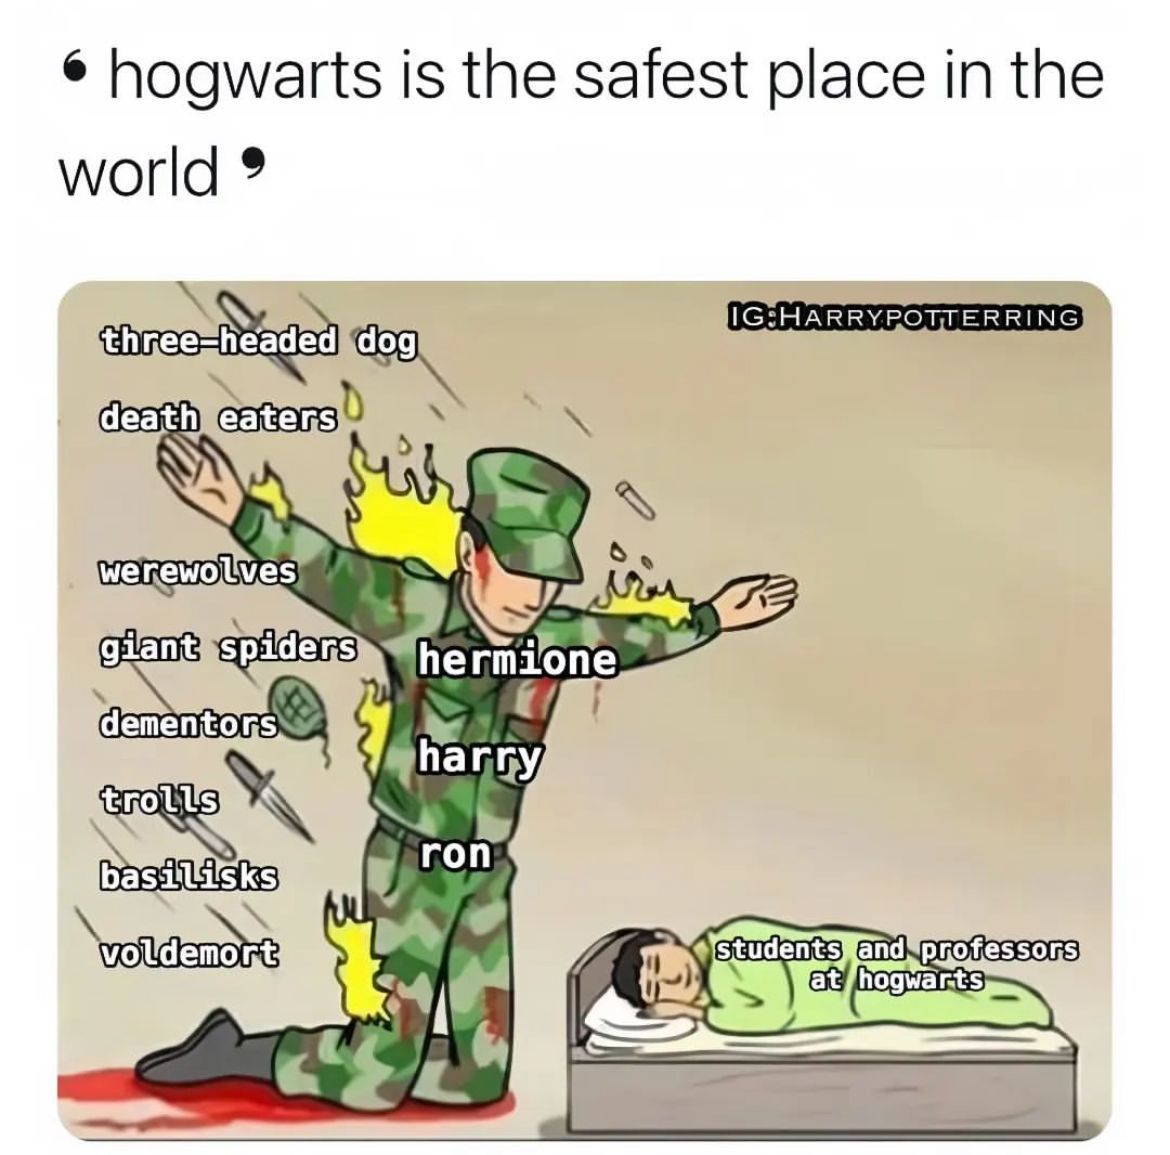 ❛ hogwarts is the safest place in the
world ❜
IG:HARRYPOTTERRING
three-headed dog
death eaters
werewolves
giant spiders
dementors
trolls
basilisks
voldemort
hermione
harry
ron
students and professors
at hogwarts